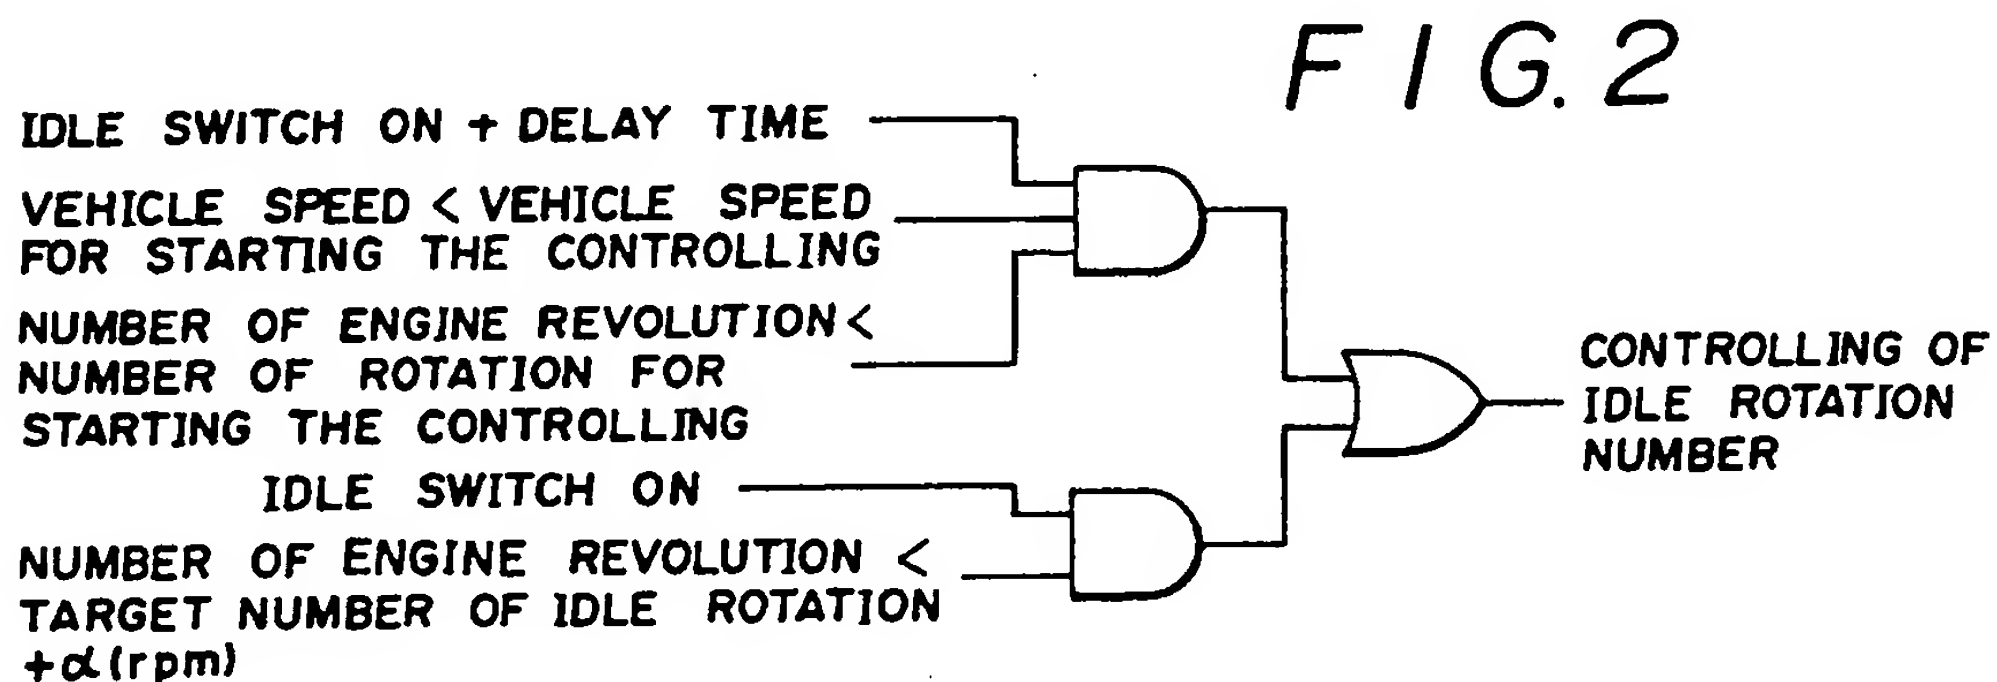 FIG. 2
IDLE SWITCH ON + DELAY TIME
VEHICLE SPEED < VEHICLE SPEED
FOR STARTING THE CONTROLLING
NUMBER OF ENGINE REVOLUTION <
NUMBER OF ROTATION FOR
STARTING THE CONTROLLING
IDLE SWITCH ON
NUMBER OF ENGINE REVOLUTION <
TARGET NUMBER OF IDLE ROTATION
+α(rpm)
CONTROLLING OF
IDLE ROTATION
NUMBER